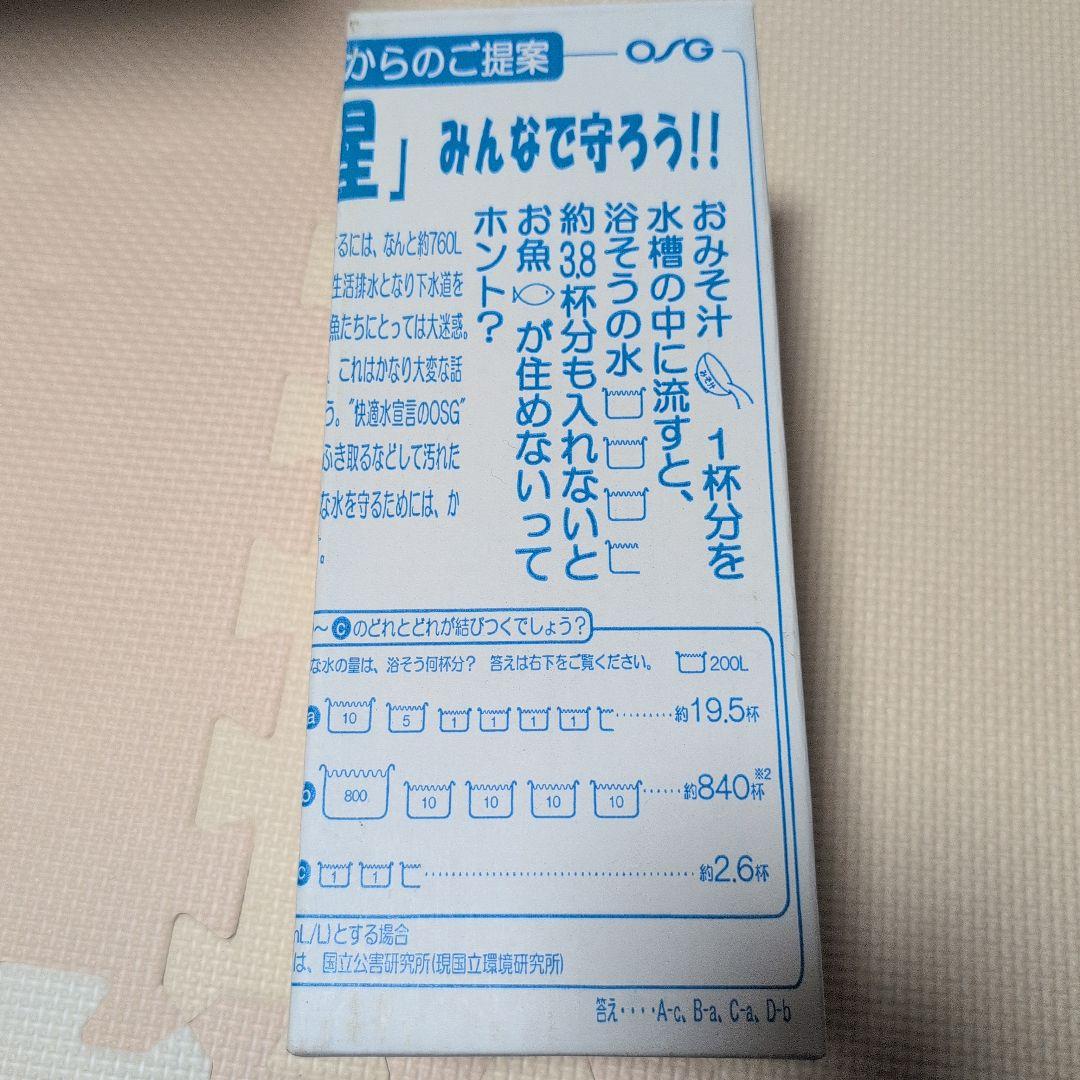 からのご提案
OSG
星」 みんなで守ろう!!
おみそ汁 みそ汁 1杯分を
水槽の中に流すと、
浴そうの水
約3.8杯分も入れないと
お魚 が住めないって
ホント?
るには、なんと約760L
生活排水となり下水道を
魚たちにとっては大迷惑。
、これはかなり大変な話
う。"快適水宣言のOSG"
ふき取るなどして汚れた
な水を守るためには、か
。
~cのどれとどれが結びつくでしょう?
な水の量は、浴そう何杯分? 答えは右下をご覧ください。 200L
a 10 5 1 1 1 1 ……… 約19.5杯
b 800 10 10 10 10 …… 約840杯※2
c 1 1 ……… 約2.6杯
mL/L)とする場合
は、国立公害研究所(現国立環境研究所)
答え‥‥A-c、B-a、C-a、D-b